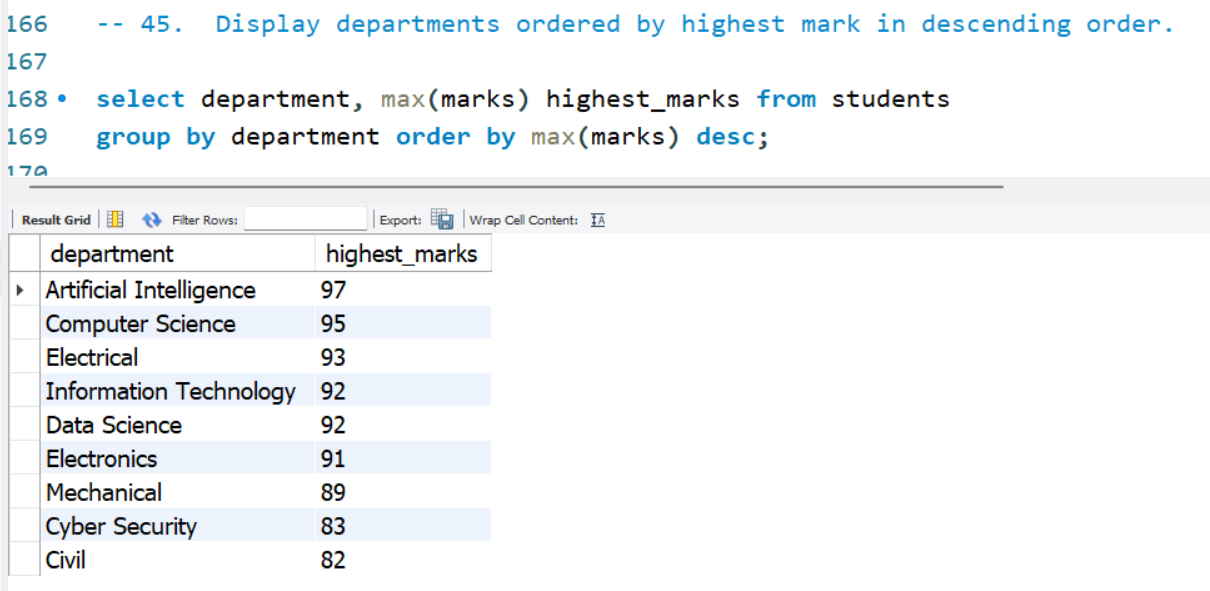 166 -- 45.  Display departments ordered by highest mark in descending order.
167
168 • select department, max(marks) highest_marks from students
169 group by department order by max(marks) desc;
170
Result Grid Filter Rows: Export: Wrap Cell Content: IA
department highest_marks
Artificial Intelligence 97
Computer Science 95
Electrical 93
Information Technology 92
Data Science 92
Electronics 91
Mechanical 89
Cyber Security 83
Civil 82